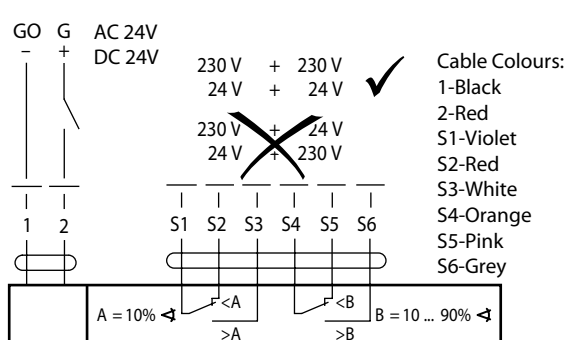 GO G AC 24V
– + DC 24V
230 V + 230 V
24 V + 24 V
230 V + 24 V
24 V + 230 V
Cable Colours:
1-Black
2-Red
S1-Violet
S2-Red
S3-White
S4-Orange
S5-Pink
S6-Grey
1 2 S1 S2 S3 S4 S5 S6
A = 10% ∢ <A <B B = 10 ... 90% ∢
>A >B